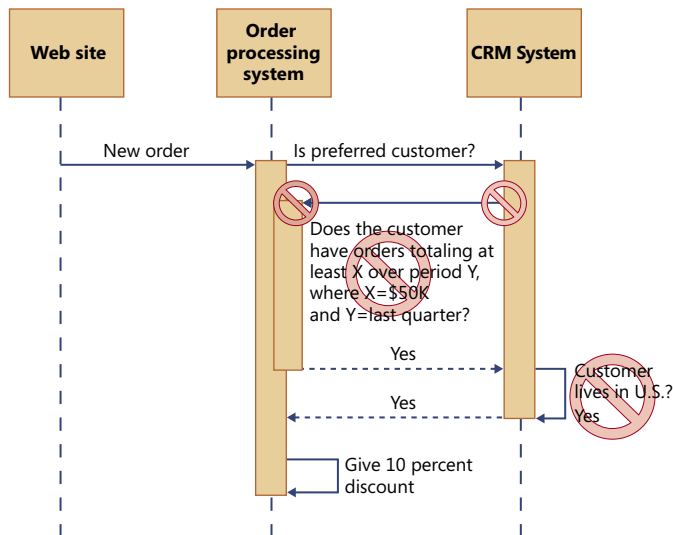 Web site
Order
processing
system
CRM System
New order
Is preferred customer?
Does the customer
have orders totaling at
least X over period Y,
where X=$50K
and Y=last quarter?
Yes
Customer
lives in U.S.?
Yes
Yes
Give 10 percent
discount